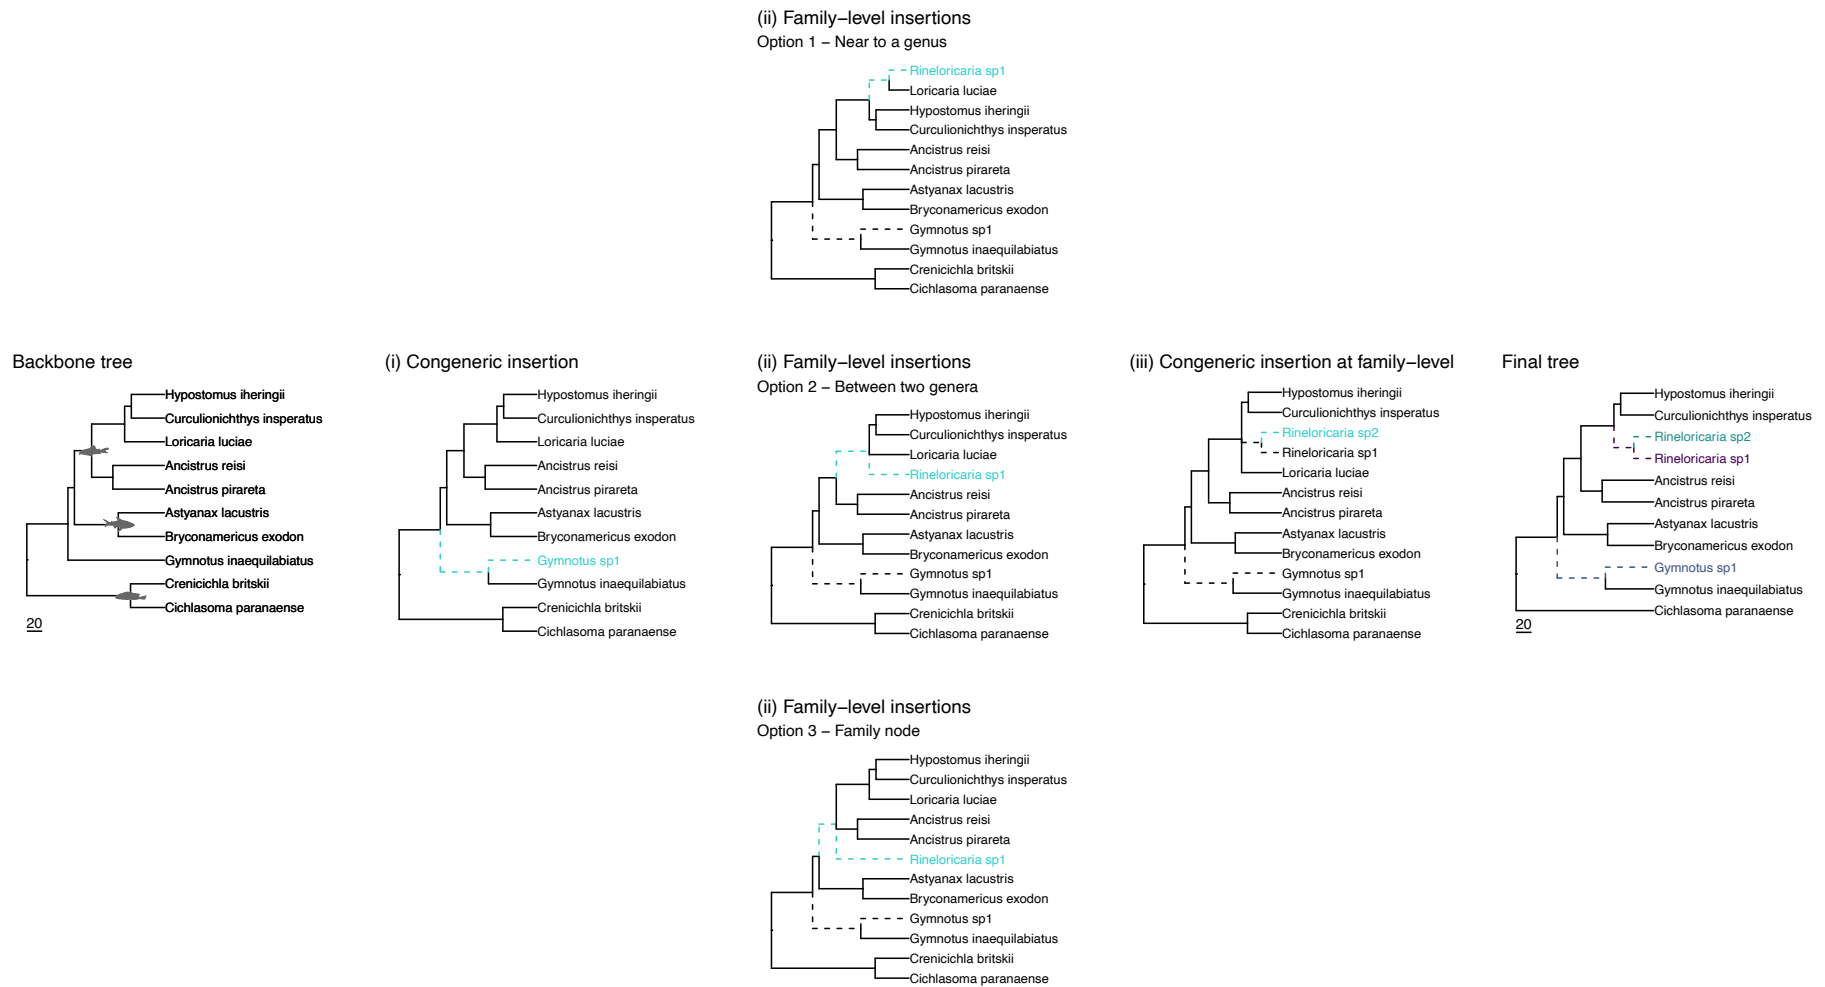 (ii) Family−level insertions
Option 1 − Near to a genus
Rineloricaria sp1
Loricaria luciae
Hypostomus iheringii
Curculionichthys insperatus
Ancistrus reisi
Ancistrus pirareta
Astyanax lacustris
Bryconamericus exodon
Gymnotus sp1
Gymnotus inaequilabiatus
Crenicichla britskii
Cichlasoma paranaense
Backbone tree
Hypostomus iheringii
Curculionichthys insperatus
Loricaria luciae
Ancistrus reisi
Ancistrus pirareta
Astyanax lacustris
Bryconamericus exodon
Gymnotus inaequilabiatus
Crenicichla britskii
Cichlasoma paranaense
20
(i) Congeneric insertion
Hypostomus iheringii
Curculionichthys insperatus
Loricaria luciae
Ancistrus reisi
Ancistrus pirareta
Astyanax lacustris
Bryconamericus exodon
Gymnotus sp1
Gymnotus inaequilabiatus
Crenicichla britskii
Cichlasoma paranaense
(ii) Family−level insertions
Option 2 − Between two genera
Hypostomus iheringii
Curculionichthys insperatus
Loricaria luciae
Rineloricaria sp1
Ancistrus reisi
Ancistrus pirareta
Astyanax lacustris
Bryconamericus exodon
Gymnotus sp1
Gymnotus inaequilabiatus
Crenicichla britskii
Cichlasoma paranaense
(iii) Congeneric insertion at family−level
Hypostomus iheringii
Curculionichthys insperatus
Rineloricaria sp2
Rineloricaria sp1
Loricaria luciae
Ancistrus reisi
Ancistrus pirareta
Astyanax lacustris
Bryconamericus exodon
Gymnotus sp1
Gymnotus inaequilabiatus
Crenicichla britskii
Cichlasoma paranaense
Final tree
Hypostomus iheringii
Curculionichthys insperatus
Rineloricaria sp2
Rineloricaria sp1
Ancistrus reisi
Ancistrus pirareta
Astyanax lacustris
Bryconamericus exodon
Gymnotus sp1
Gymnotus inaequilabiatus
Cichlasoma paranaense
20
(ii) Family−level insertions
Option 3 − Family node
Hypostomus iheringii
Curculionichthys insperatus
Loricaria luciae
Ancistrus reisi
Ancistrus pirareta
Rineloricaria sp1
Astyanax lacustris
Bryconamericus exodon
Gymnotus sp1
Gymnotus inaequilabiatus
Crenicichla britskii
Cichlasoma paranaense